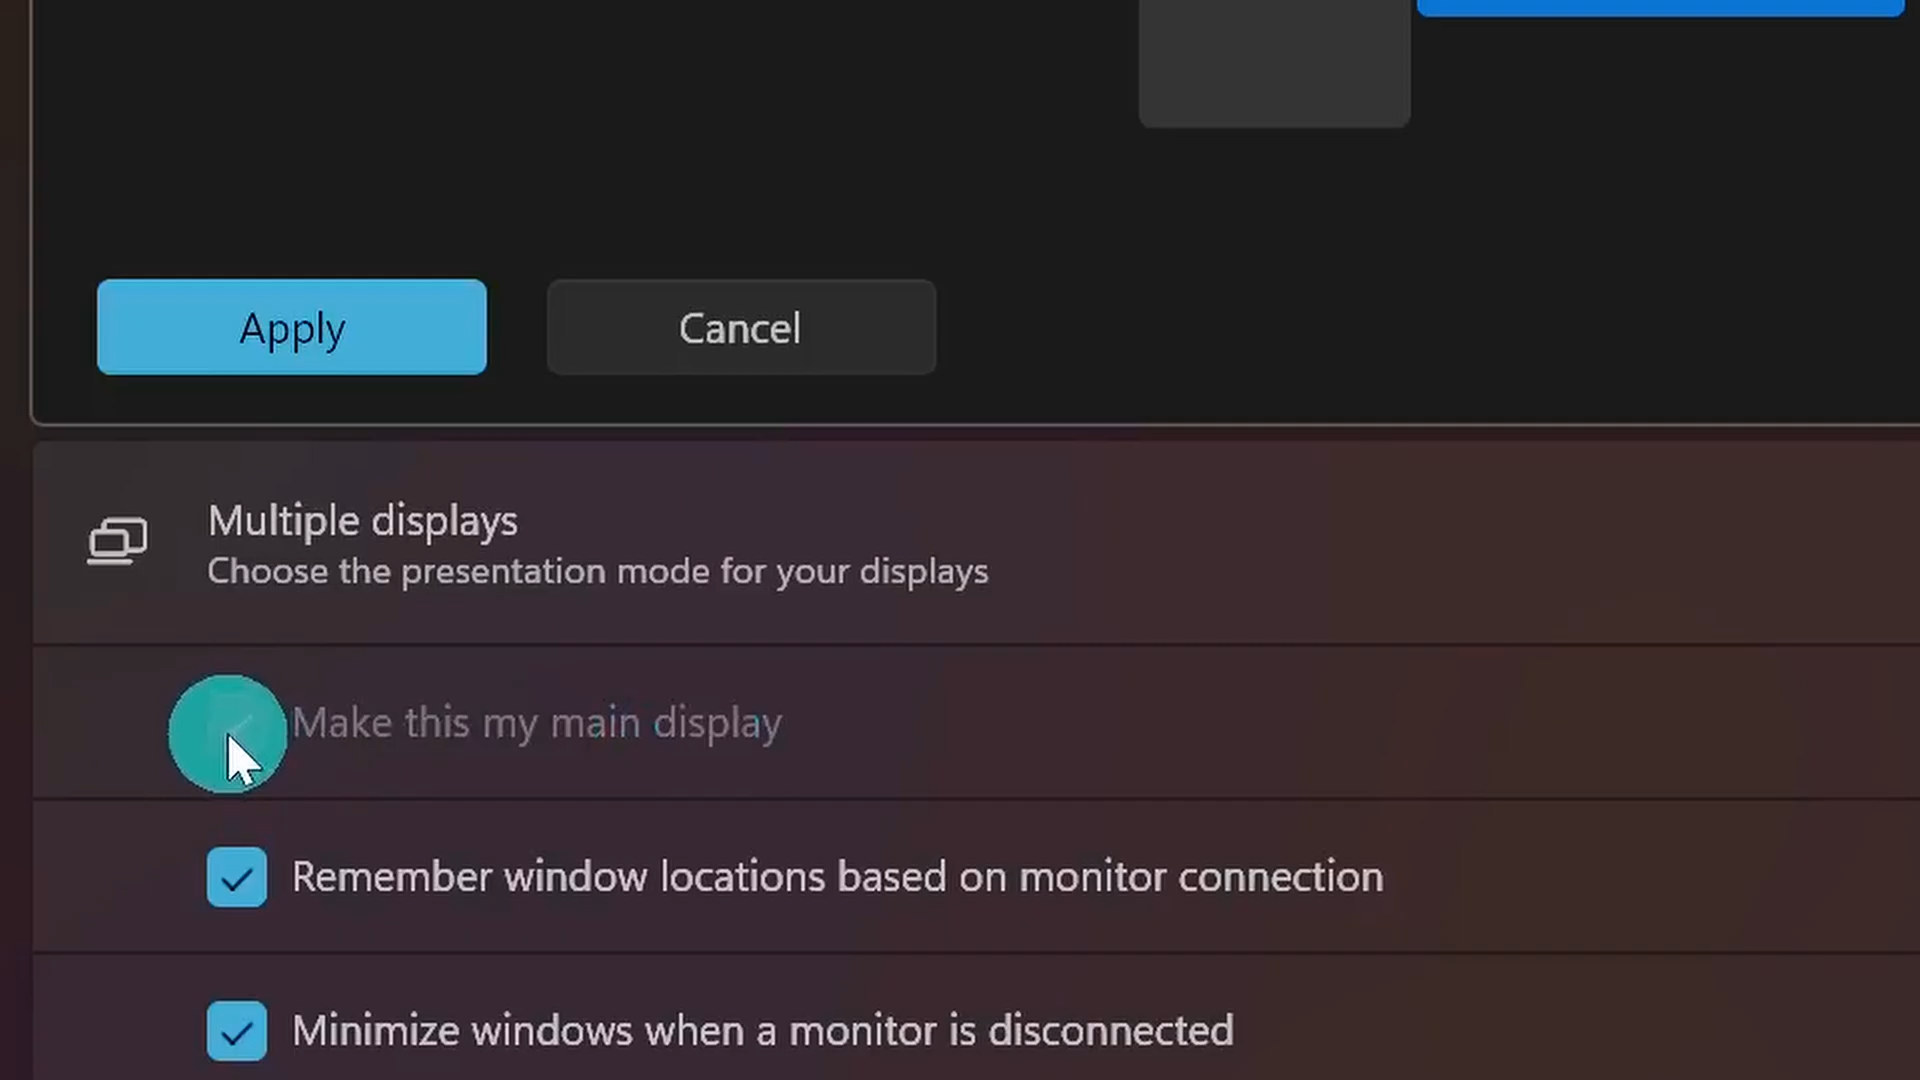 Apply
Cancel
Multiple displays
Choose the presentation mode for your displays
Make this my main display
Remember window locations based on monitor connection
Minimize windows when a monitor is disconnected